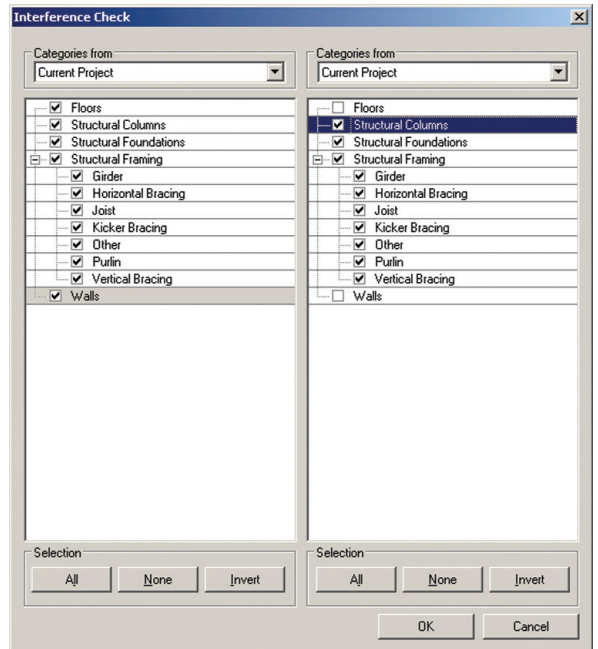 Interference Check
Categories from
Current Project
Floors
Structural Columns
Structural Foundations
Structural Framing
Girder
Horizontal Bracing
Joist
Kicker Bracing
Other
Purlin
Vertical Bracing
Walls
Selection
All
None
Invert
Categories from
Current Project
Floors
Structural Columns
Structural Foundations
Structural Framing
Girder
Horizontal Bracing
Joist
Kicker Bracing
Other
Purlin
Vertical Bracing
Walls
Selection
All
None
Invert
OK
Cancel